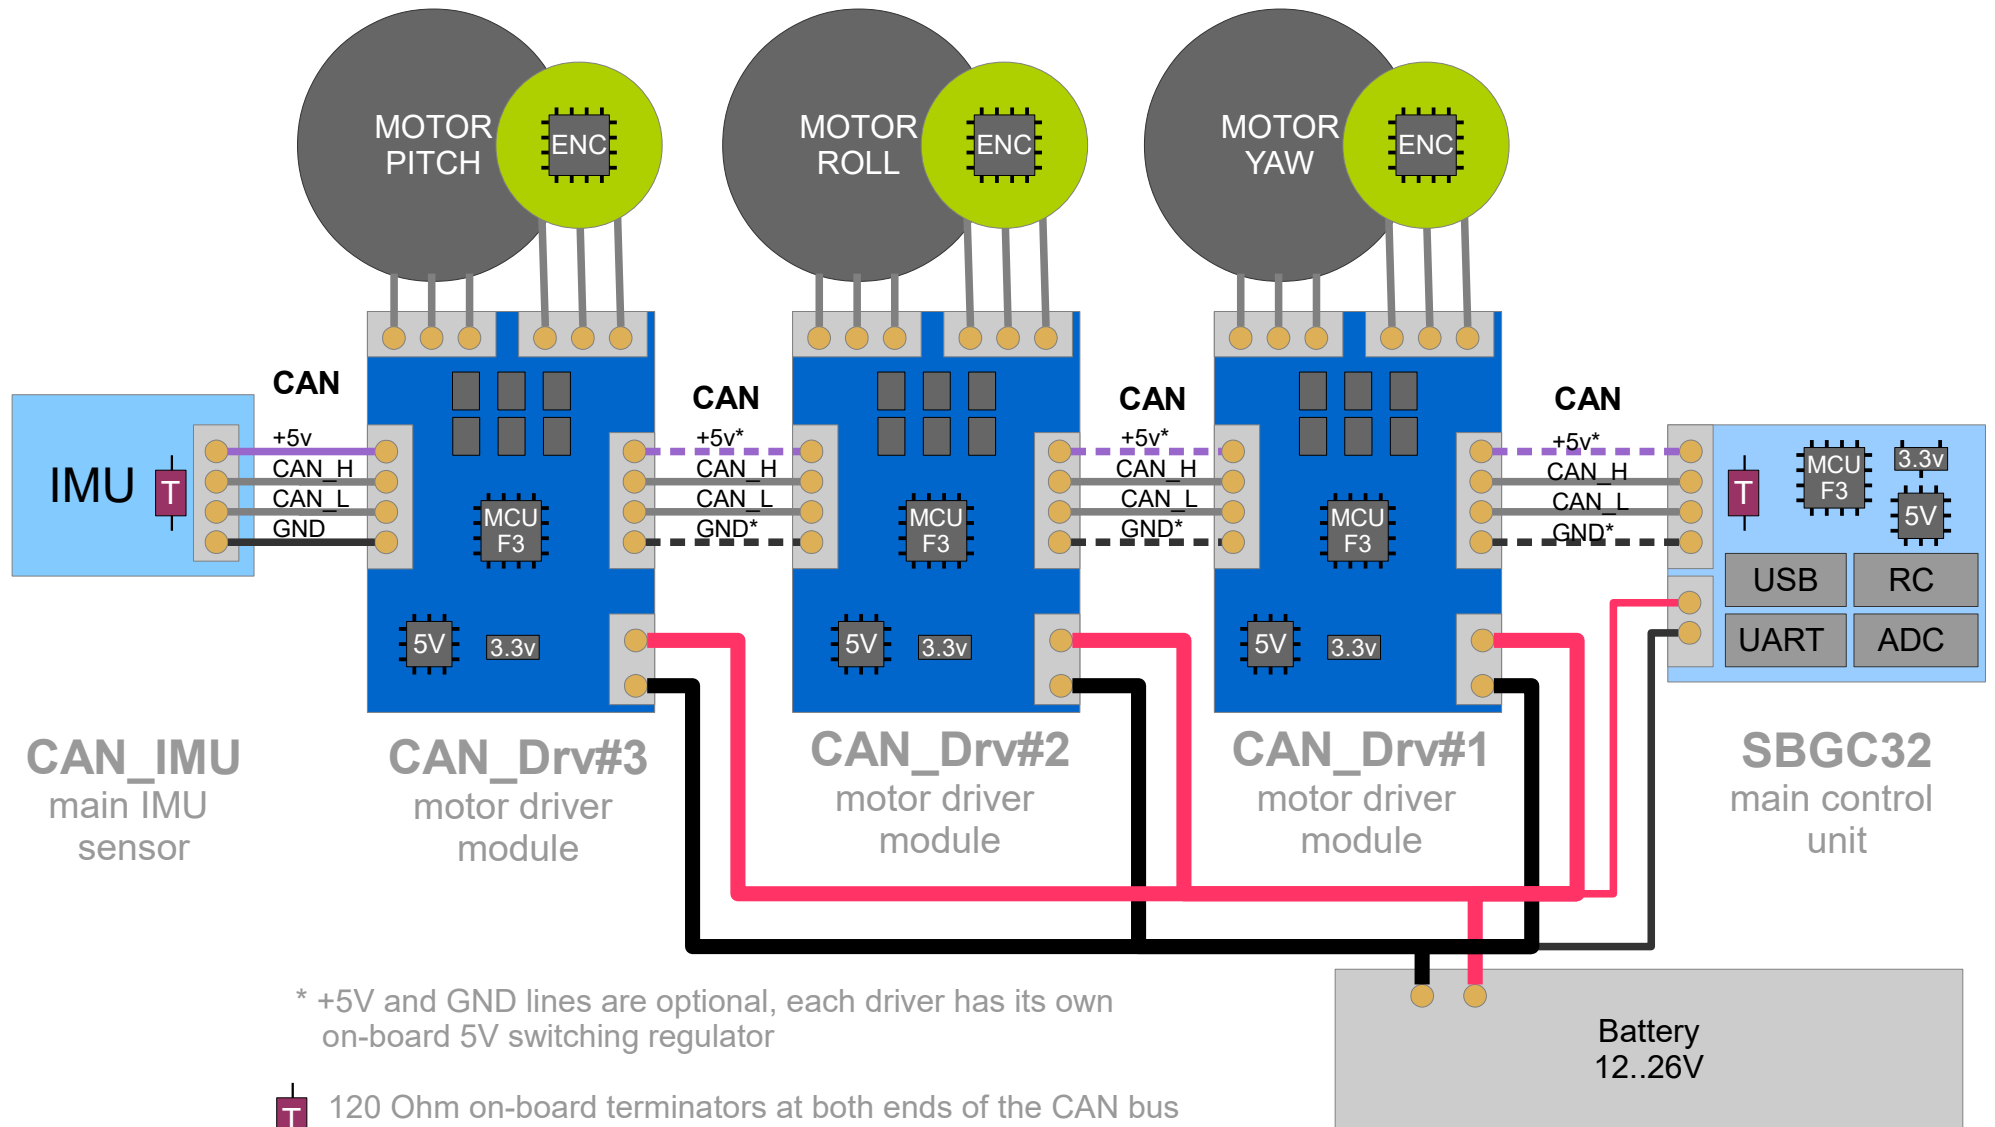 MOTOR
PITCH
ENC
MOTOR
ROLL
ENC
MOTOR
YAW
ENC
CAN
CAN
CAN
CAN
IMU
T
+5v
CAN_H
CAN_L
GND
MCU
F3
5V
3.3v
+5v*
CAN_H
CAN_L
GND*
MCU
F3
5V
3.3v
+5v*
CAN_H
CAN_L
GND*
MCU
F3
5V
3.3v
+5v*
CAN_H
CAN_L
GND*
T
MCU
F3
3.3v
5V
USB
RC
UART
ADC
CAN_IMU
main IMU
sensor
CAN_Drv#3
motor driver
module
CAN_Drv#2
motor driver
module
CAN_Drv#1
motor driver
module
SBGC32
main control
unit
* +5V and GND lines are optional, each driver has its own
on-board 5V switching regulator
T 120 Ohm on-board terminators at both ends of the CAN bus
Battery
12..26V